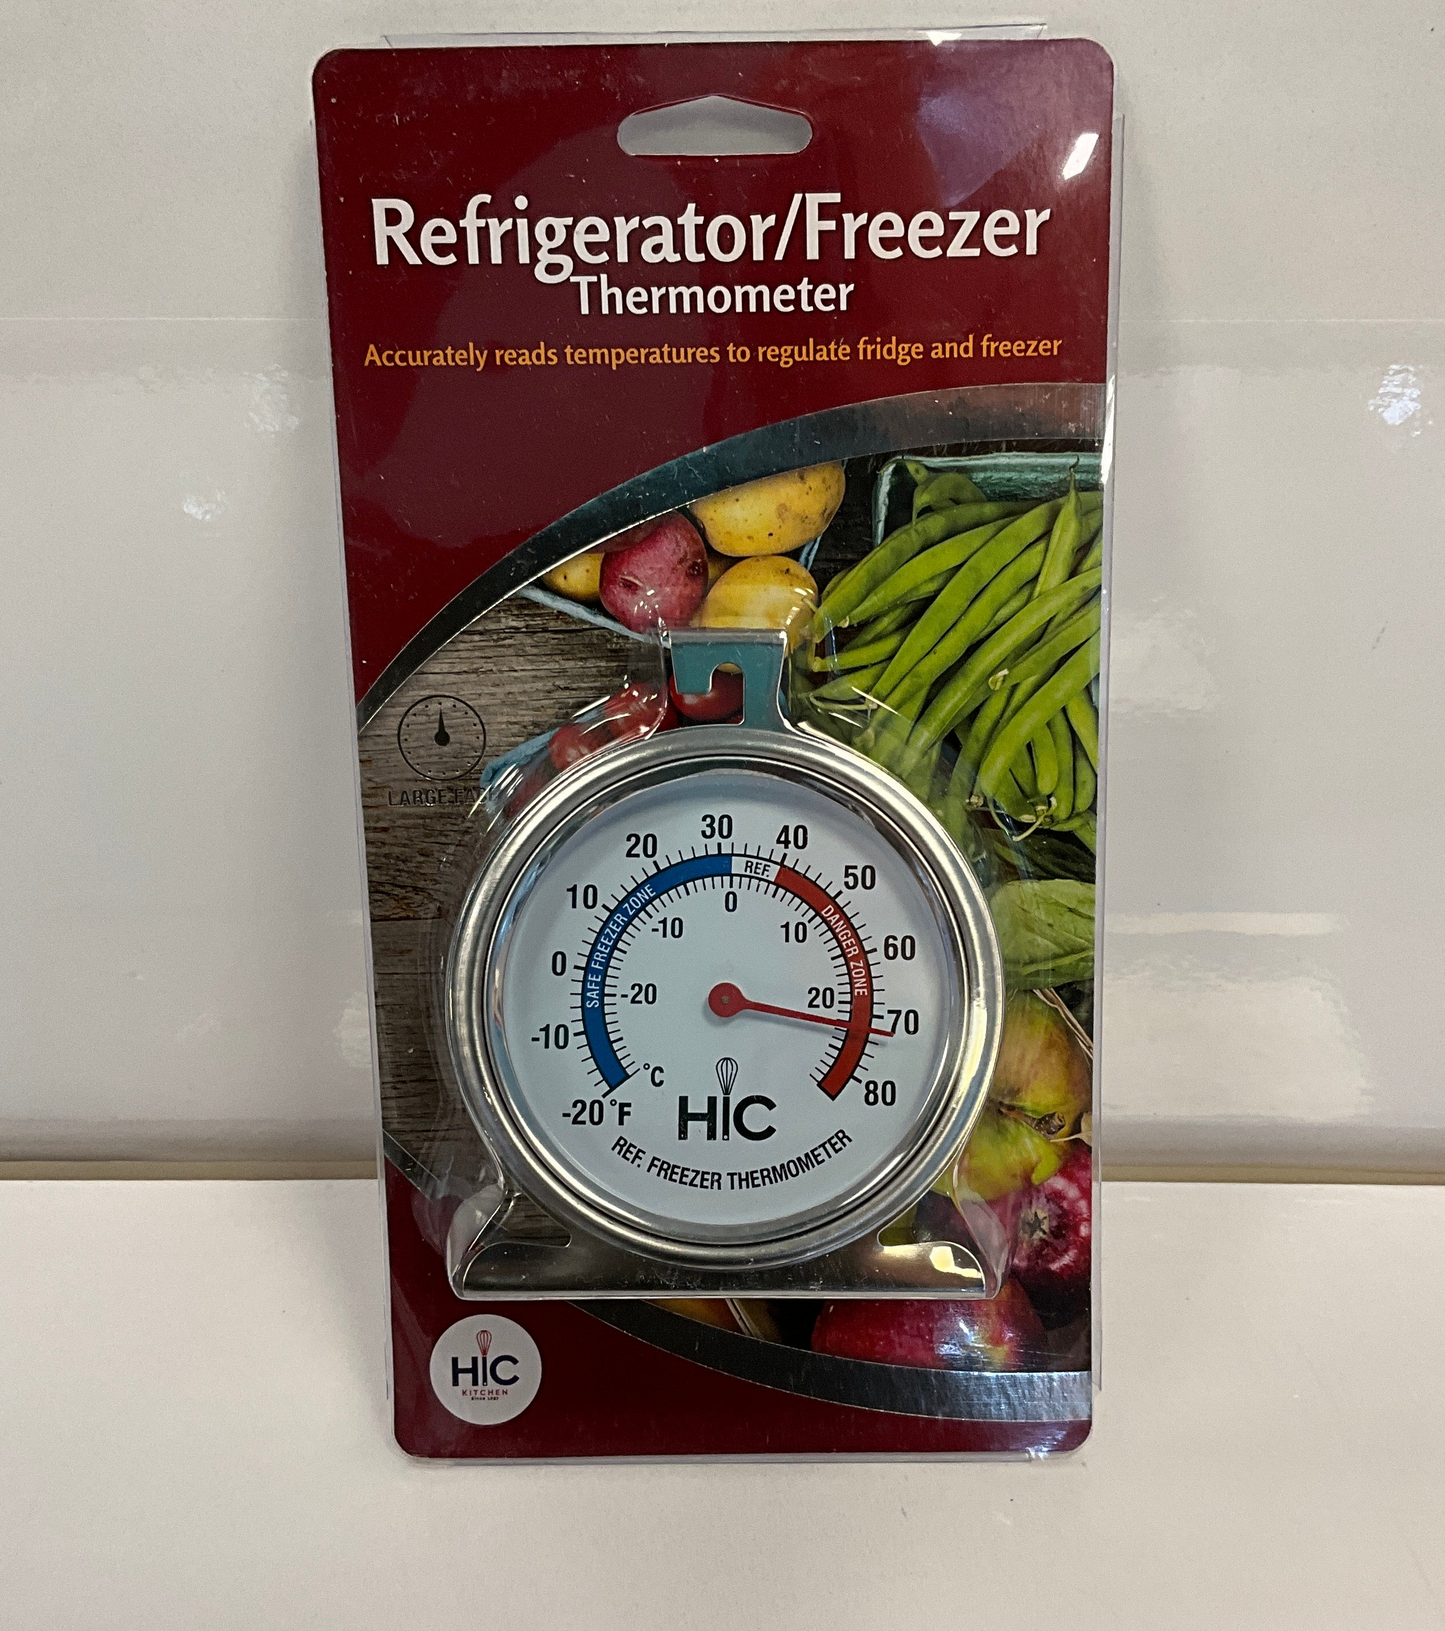 Refrigerator/Freezer
Thermometer
Accurately reads temperatures to regulate fridge and freezer
LARGE FACE
30
20
40
10
50
0
60
-10
70
-20°F
80
SAFE FREEZER ZONE
REF.
DANGER ZONE
0
-10
10
-20
20
°C
HIC
REF. FREEZER THERMOMETER
HIC
KITCHEN